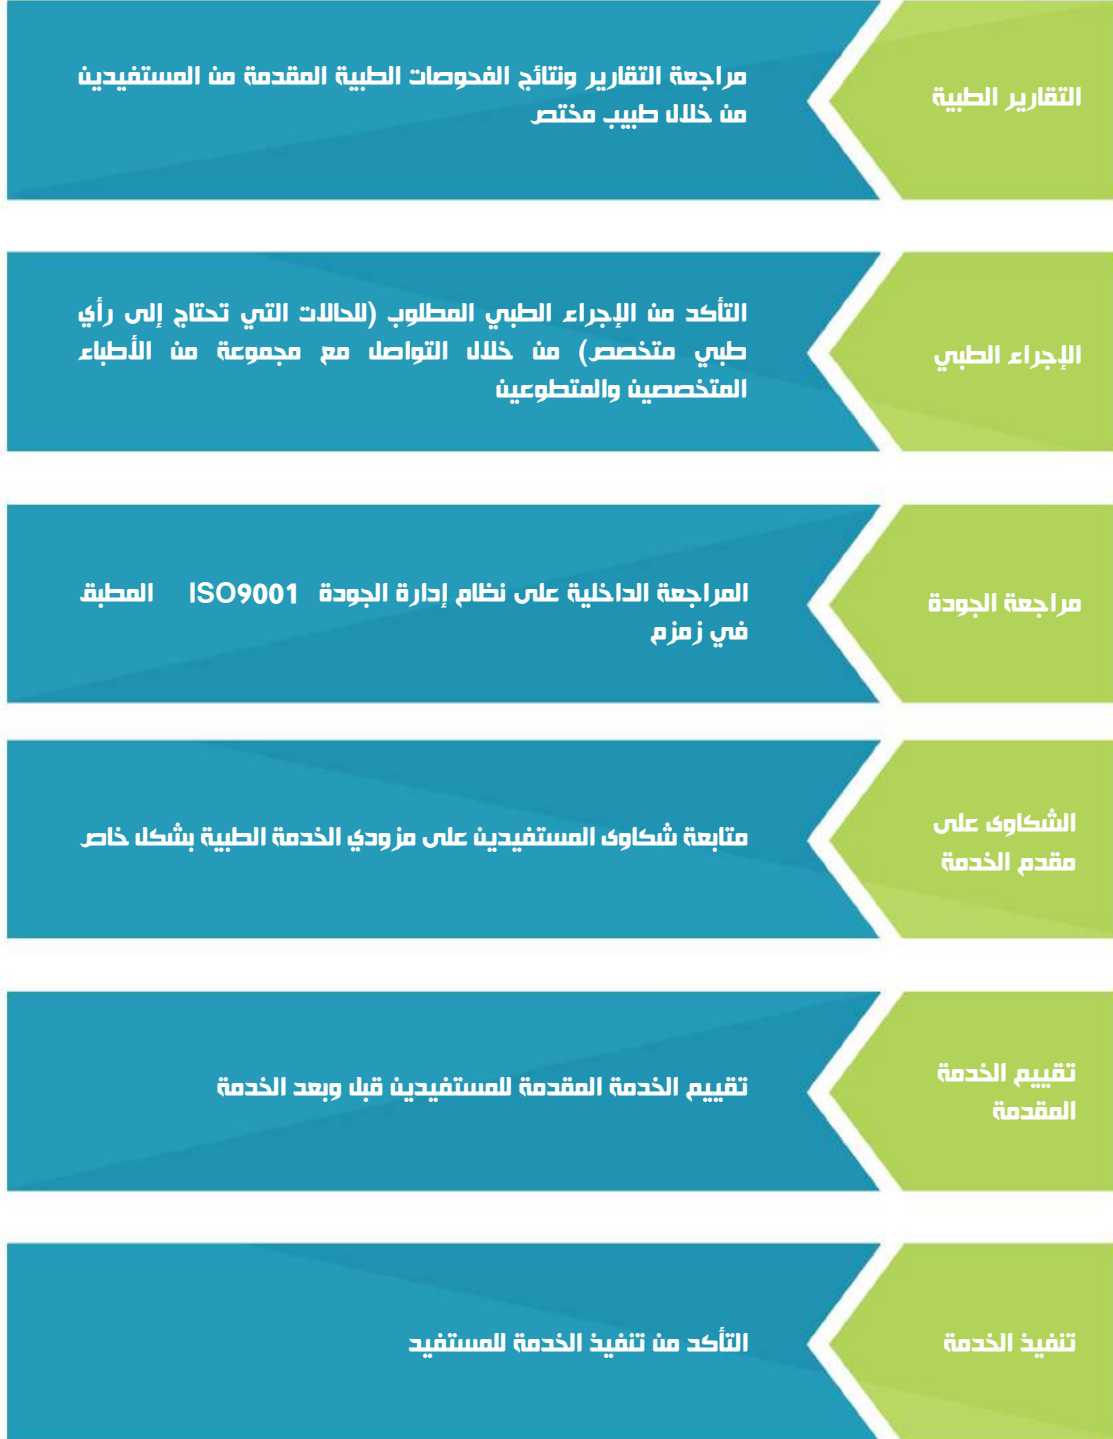 التقارير الطبية
مراجعة التقارير ونتائج الفحوصات الطبية المقدمة من المستفيدين
من خلال طبيب مختص
الإجراء الطبي
التأكد من الإجراء الطبي المطلوب (للحالات التي تحتاج إلى رأي
طبي متخصص) من خلال التواصل مع مجموعة من الأطباء
المتخصصين والمتطوعين
مراجعة الجودة
المراجعة الداخلية على نظام إدارة الجودة ISO9001 المطبق
في زمزم
الشكاوى على
مقدم الخدمة
متابعة شكاوى المستفيدين على مزودي الخدمة الطبية بشكل خاص
تقييم الخدمة
المقدمة
تقييم الخدمة المقدمة للمستفيدين قبل وبعد الخدمة
تنفيذ الخدمة
التأكد من تنفيذ الخدمة للمستفيد